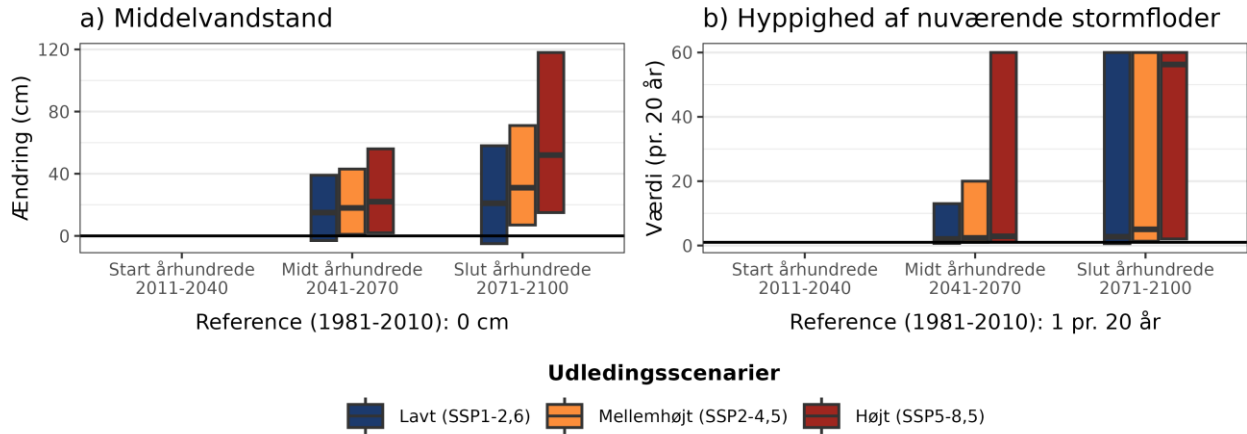 a) Middelvandstand
Ændring (cm)
120
80
40
0
Start århundrede
2011-2040
Midt århundrede
2041-2070
Slut århundrede
2071-2100
Reference (1981-2010): 0 cm
b) Hyppighed af nuværende stormfloder
Værdi (pr. 20 år)
60
40
20
0
Start århundrede
2011-2040
Midt århundrede
2041-2070
Slut århundrede
2071-2100
Reference (1981-2010): 1 pr. 20 år
Udledingsscenarier
Lavt (SSP1-2,6)
Mellemhøjt (SSP2-4,5)
Højt (SSP5-8,5)